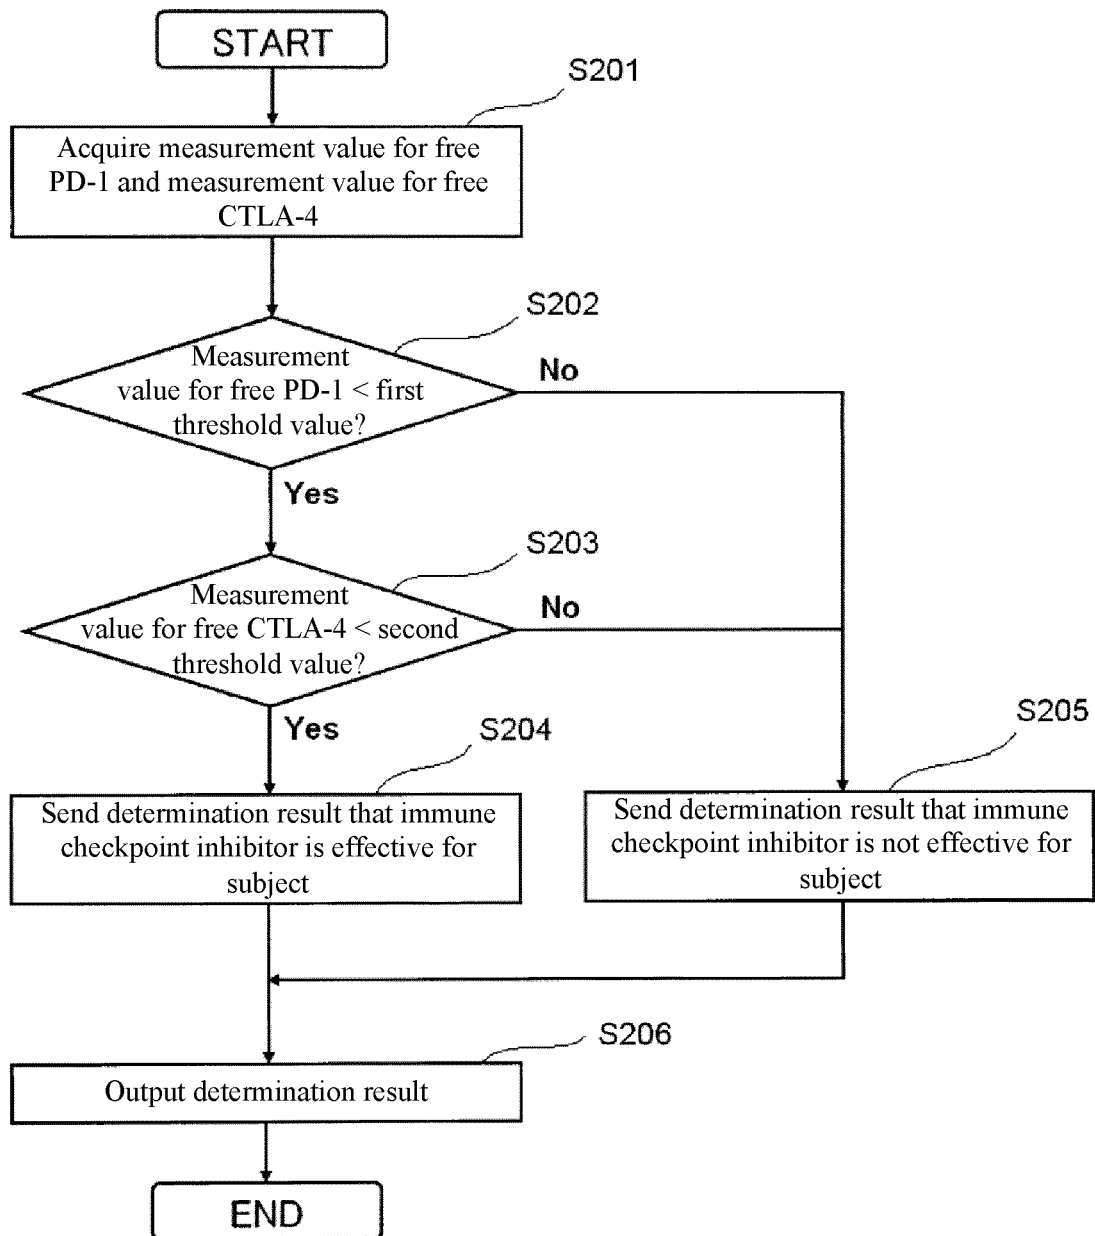 START
S201
Acquire measurement value for free
PD-1 and measurement value for free
CTLA-4
S202
Measurement
value for free PD-1 < first
threshold value?
No
Yes
S203
Measurement
value for free CTLA-4 < second
threshold value?
No
Yes
S204
Send determination result that immune
checkpoint inhibitor is effective for
subject
S205
Send determination result that immune
checkpoint inhibitor is not effective for
subject
S206
Output determination result
END